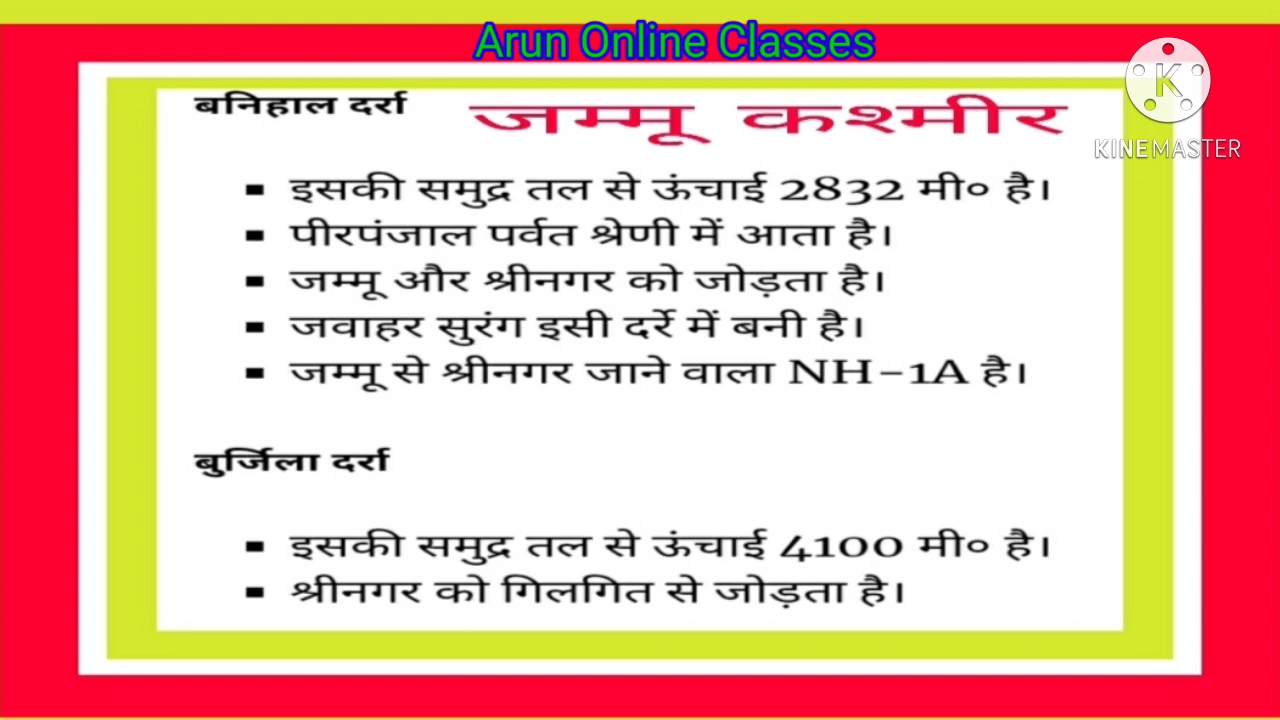 Arun Online Classes
बनिहाल दर्रा
जम्मू कश्मीर
K
KINEMASTER
▪ इसकी समुद्र तल से ऊंचाई 2832 मी० है।
▪ पीरपंजाल पर्वत श्रेणी में आता है।
▪ जम्मू और श्रीनगर को जोड़ता है।
▪ जवाहर सुरंग इसी दर्रे में बनी है।
▪ जम्मू से श्रीनगर जाने वाला NH-1A है।
बुर्जिला दर्रा
▪ इसकी समुद्र तल से ऊंचाई 4100 मी० है।
▪ श्रीनगर को गिलगित से जोड़ता है।